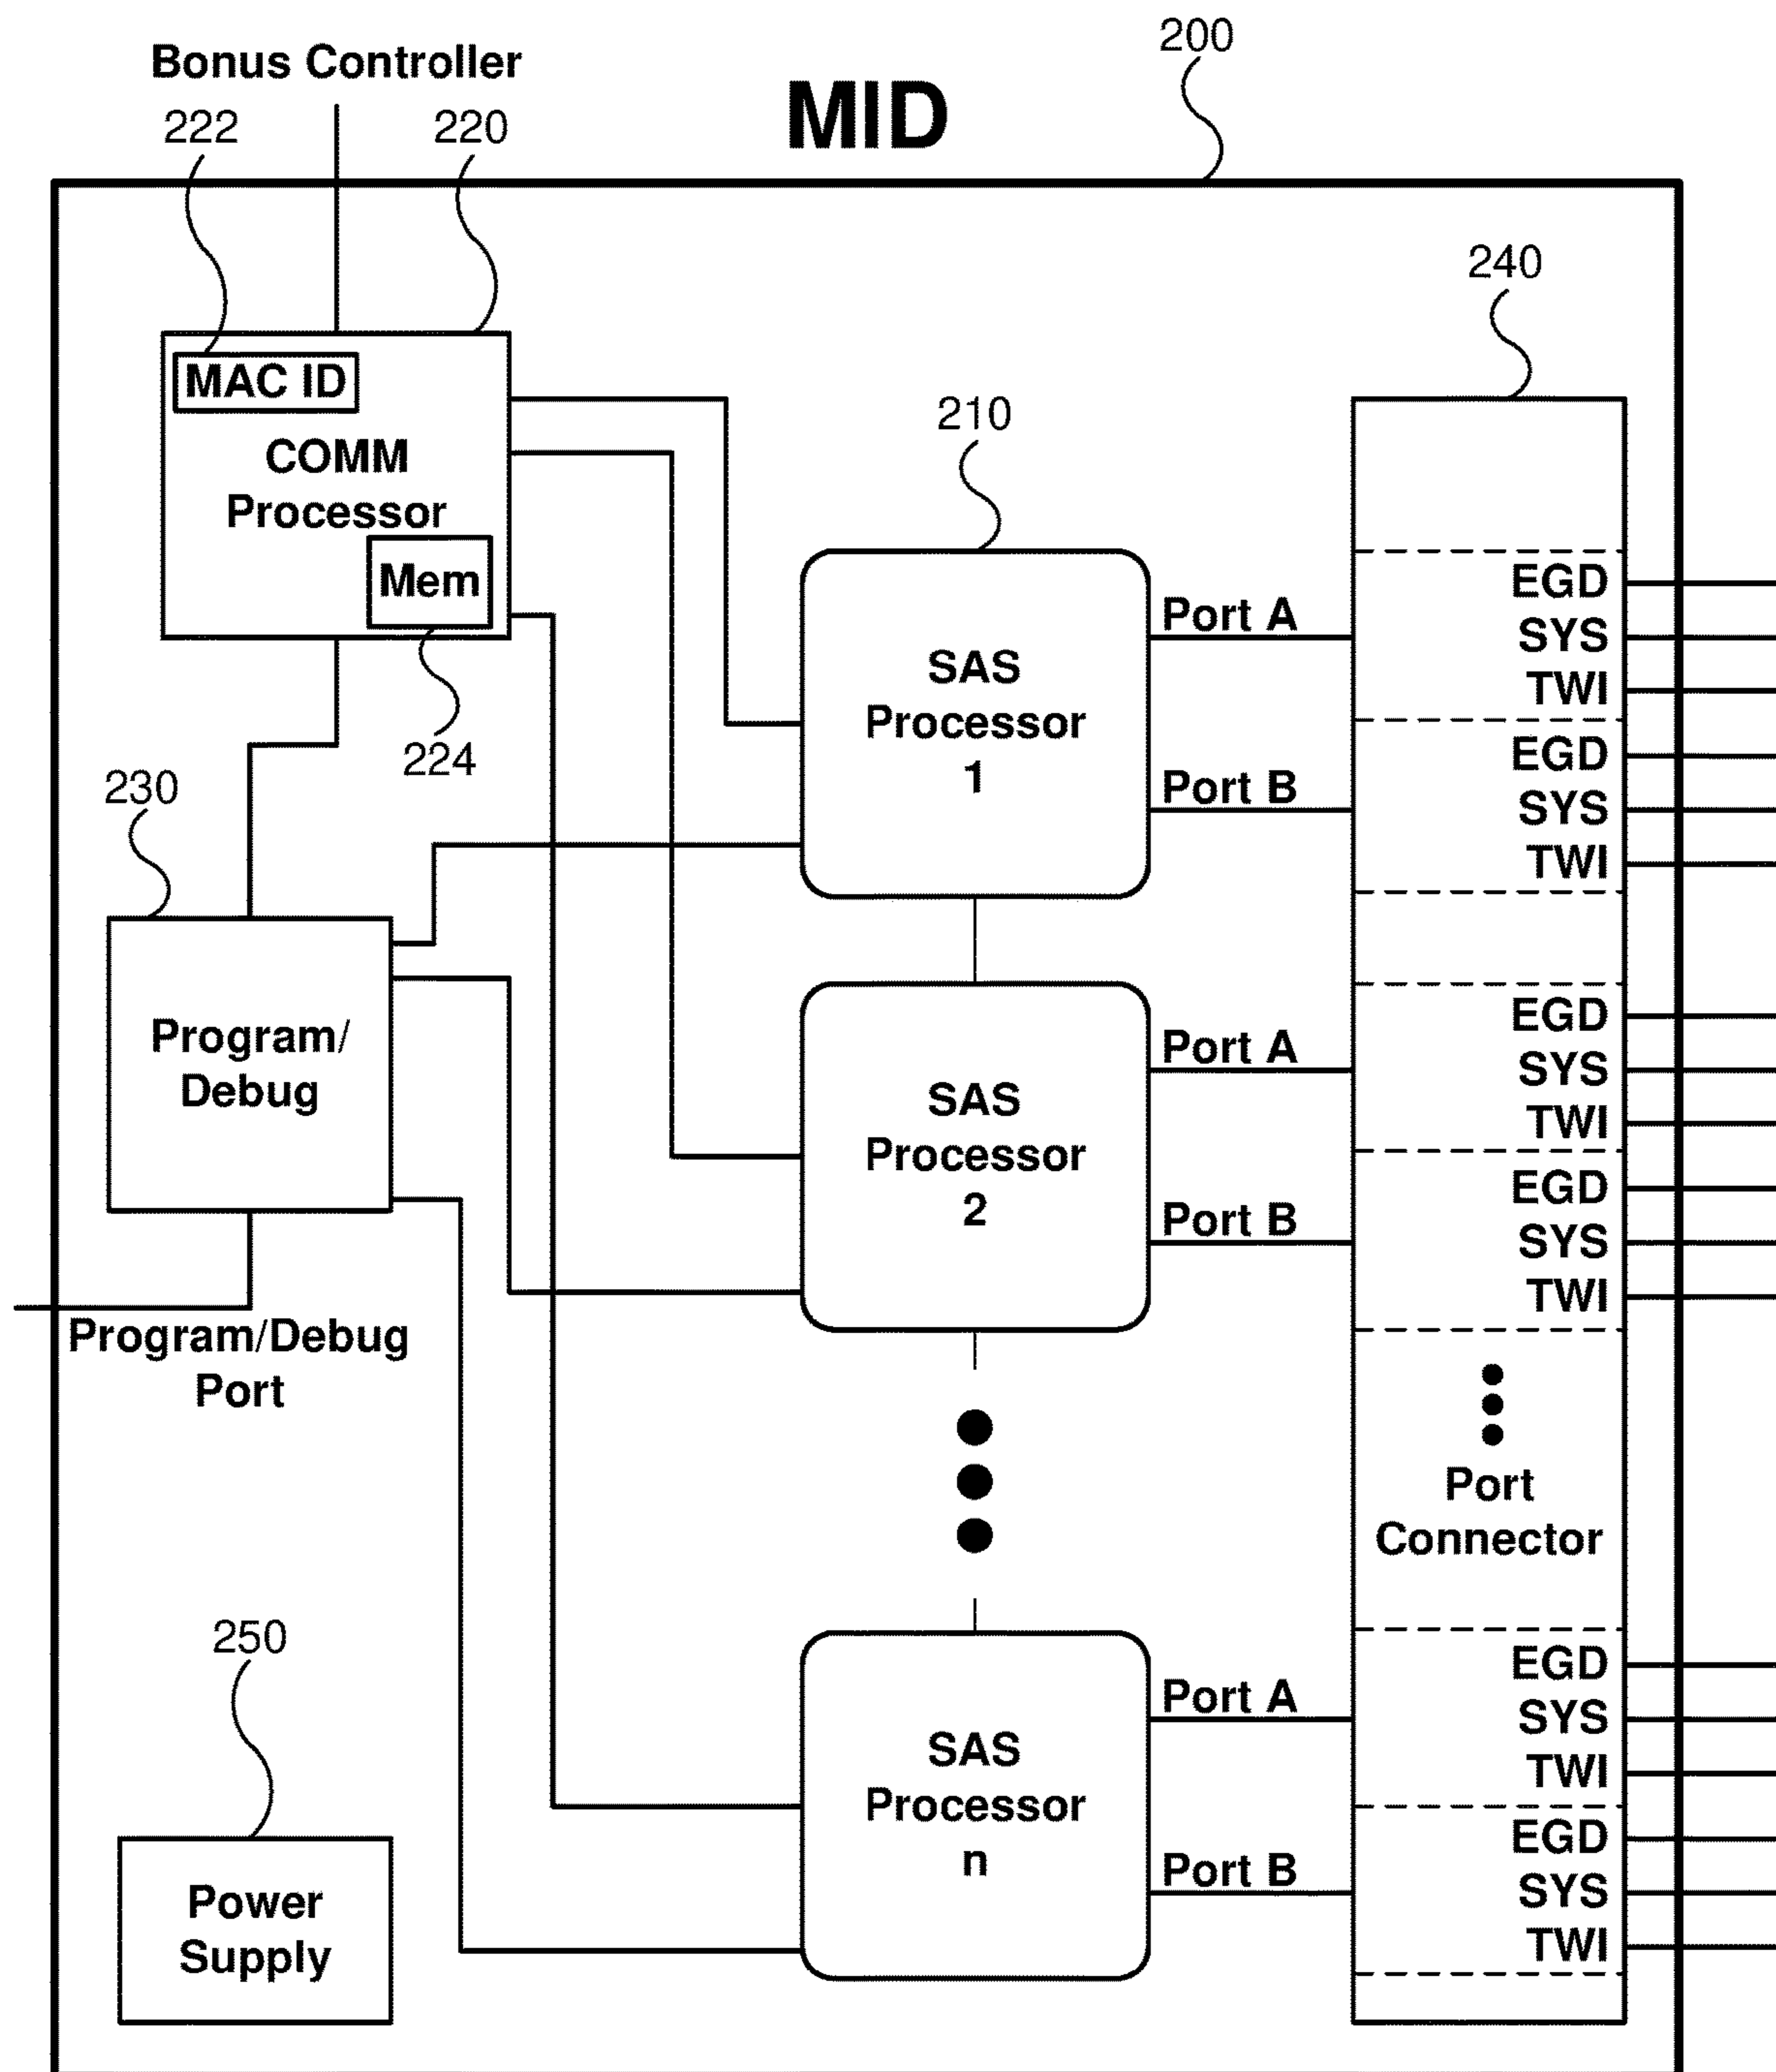 200
Bonus Controller
MID
222
220
240
MAC ID
210
COMM
Processor
Mem
EGD
Port A
SYS
SAS
TWI
Processor
224
EGD
1
230
Port B
SYS
TWI
EGD
Program/
Port A
SYS
Debug
SAS
TWI
Processor
EGD
2
Port B
SYS
TWI
Program/Debug
Port
Port
Connector
250
EGD
Port A
SYS
SAS
TWI
Processor
EGD
n
Port B
Power
SYS
Supply
TWI